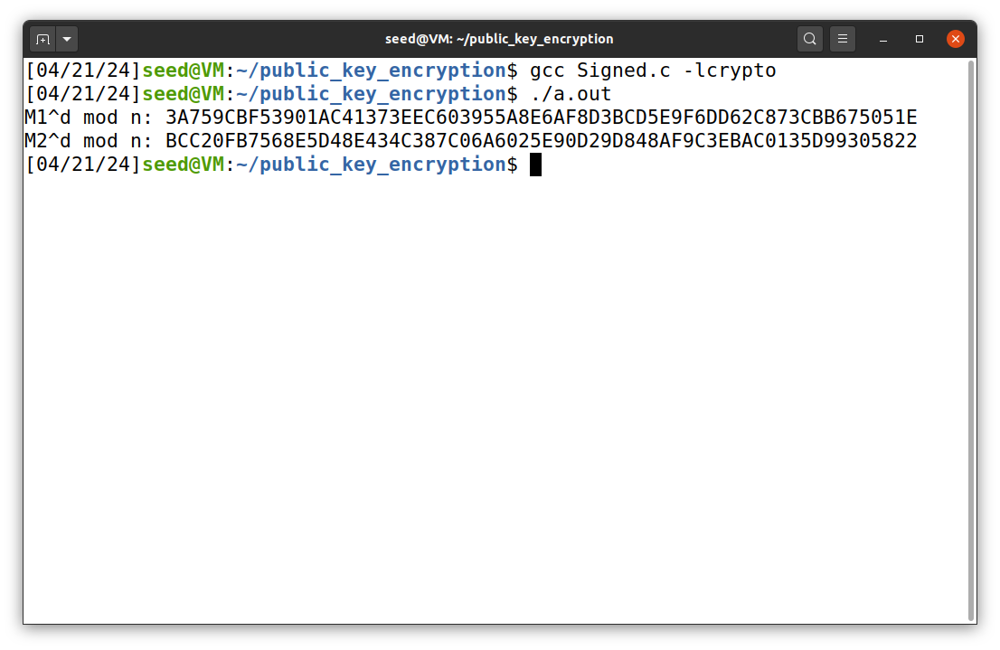 seed@VM: ~/public_key_encryption
[04/21/24]seed@VM:~/public_key_encryption$ gcc Signed.c -lcrypto
[04/21/24]seed@VM:~/public_key_encryption$ ./a.out
M1^d mod n: 3A759CBF53901AC41373EEC603955A8E6AF8D3BCD5E9F6DD62C873CBB675051E
M2^d mod n: BCC20FB7568E5D48E434C387C06A6025E90D29D848AF9C3EBAC0135D99305822
[04/21/24]seed@VM:~/public_key_encryption$